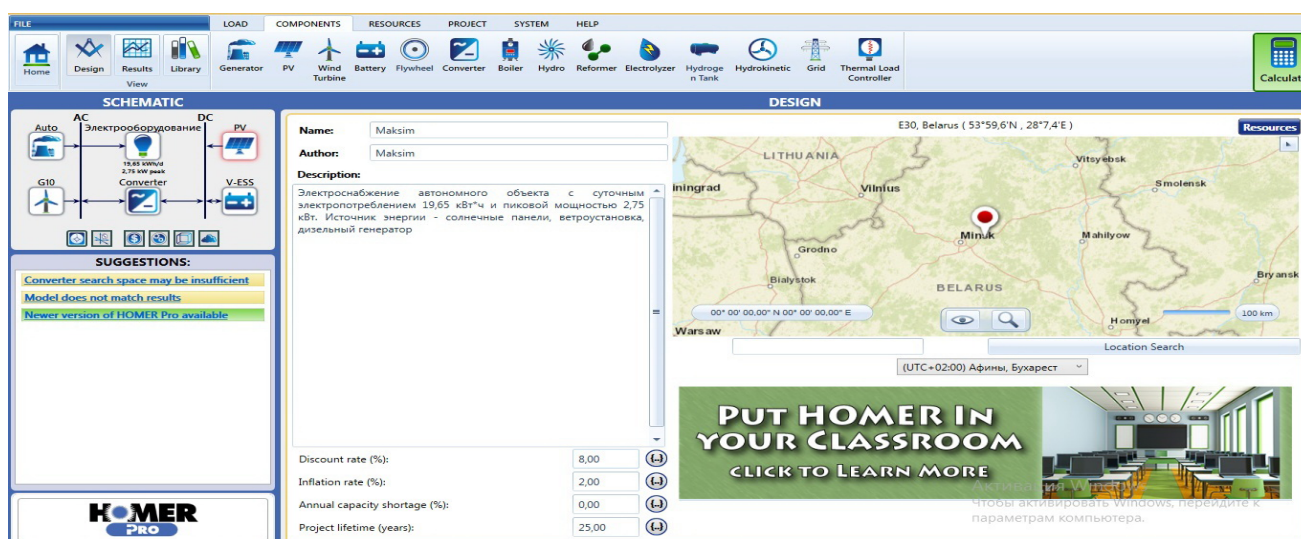 FILE
LOAD COMPONENTS RESOURCES PROJECT SYSTEM HELP
Home
Design Results Library
View
Generator PV Wind Turbine Battery Flywheel Converter Boiler Hydro Reformer Electrolyzer Hydroge n Tank Hydrokinetic Grid Thermal Load Controller
Calculat
SCHEMATIC
AC DC
Auto Электрооборудование PV
19,65 kWh/d
2,75 kW peak
G10 Converter V-ESS
SUGGESTIONS:
Converter search space may be insufficient
Model does not match results
Newer version of HOMER Pro available
HOMER
PRO
DESIGN
Name: Maksim
Author: Maksim
Description:
Электроснабжение автономного объекта с суточным
электропотреблением 19,65 кВт*ч и пиковой мощностью 2,75
кВт. Источник энергии - солнечные панели, ветроустановка,
дизельный генератор
Discount rate (%): 8,00 {..}
Inflation rate (%): 2,00 {..}
Annual capacity shortage (%): 0,00 {..}
Project lifetime (years): 25,00 {..}
E30, Belarus ( 53°59,6'N , 28°7,4'E )
Resources
LITHUANIA
Vitsyebsk
iningrad
Vilnius
Smolensk
Minsk
Mahilyow
Grodno
Bialystok
Bryansk
BELARUS
00° 00' 00,00" N 00° 00' 00,00" E
Homyel
100 km
Warsaw
Location Search
(UTC+02:00) Афины, Бухарест
PUT HOMER IN
YOUR CLASSROOM
CLICK TO LEARN MORE
Активация Windows
Чтобы активировать Windows, перейдите к
параметрам компьютера.